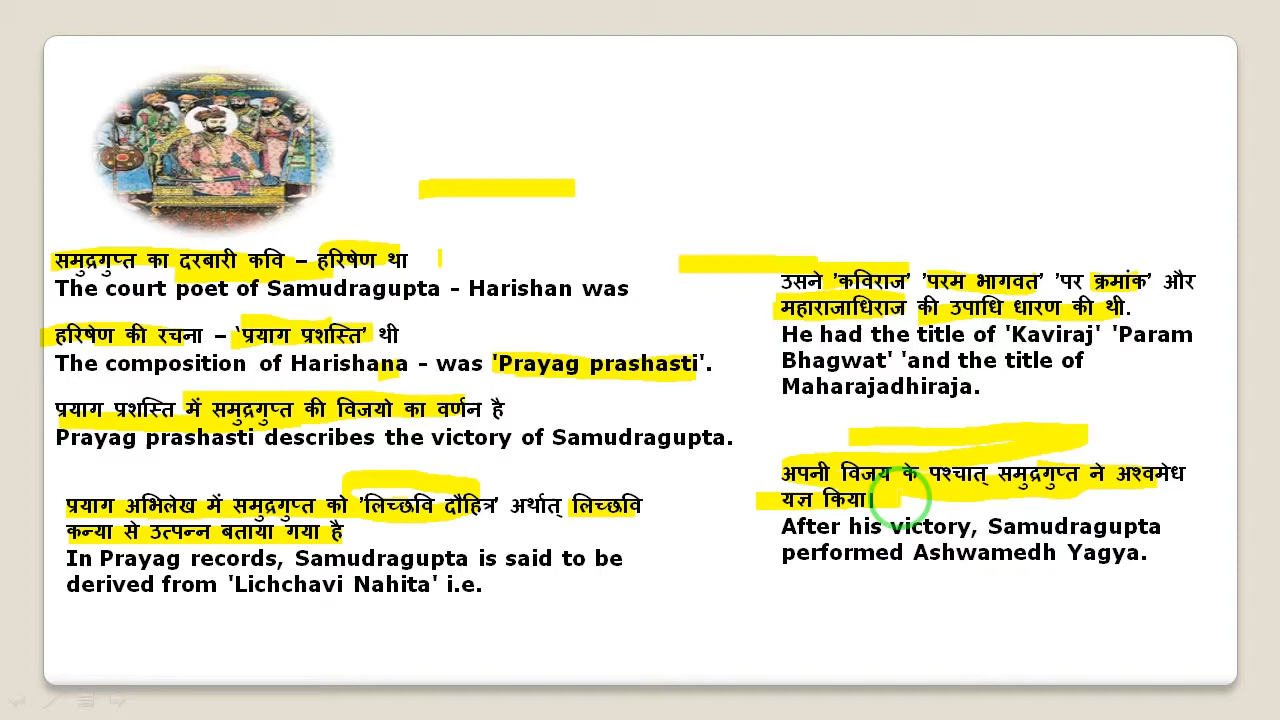 समुद्रगुप्त का दरबारी कवि – हरिषेण था
The court poet of Samudragupta - Harishan was
हरिषेण की रचना – ‘प्रयाग प्रशस्ति’ थी
The composition of Harishana - was 'Prayag prashasti'.
प्रयाग प्रशस्ति में समुद्रगुप्त की विजयो का वर्णन है
Prayag prashasti describes the victory of Samudragupta.
प्रयाग अभिलेख में समुद्रगुप्त को ’लिच्छवि दौहित्र’ अर्थात् लिच्छवि
कन्या से उत्पन्न बताया गया है
In Prayag records, Samudragupta is said to be
derived from 'Lichchavi Nahita' i.e.
उसने ’कविराज’ ’परम भागवत’ ’पर क्रमांक’ और
महाराजाधिराज की उपाधि धारण की थी.
He had the title of 'Kaviraj' 'Param
Bhagwat' 'and the title of
Maharajadhiraja.
अपनी विजय के पश्चात् समुद्रगुप्त ने अश्वमेध
यज्ञ किया।
After his victory, Samudragupta
performed Ashwamedh Yagya.